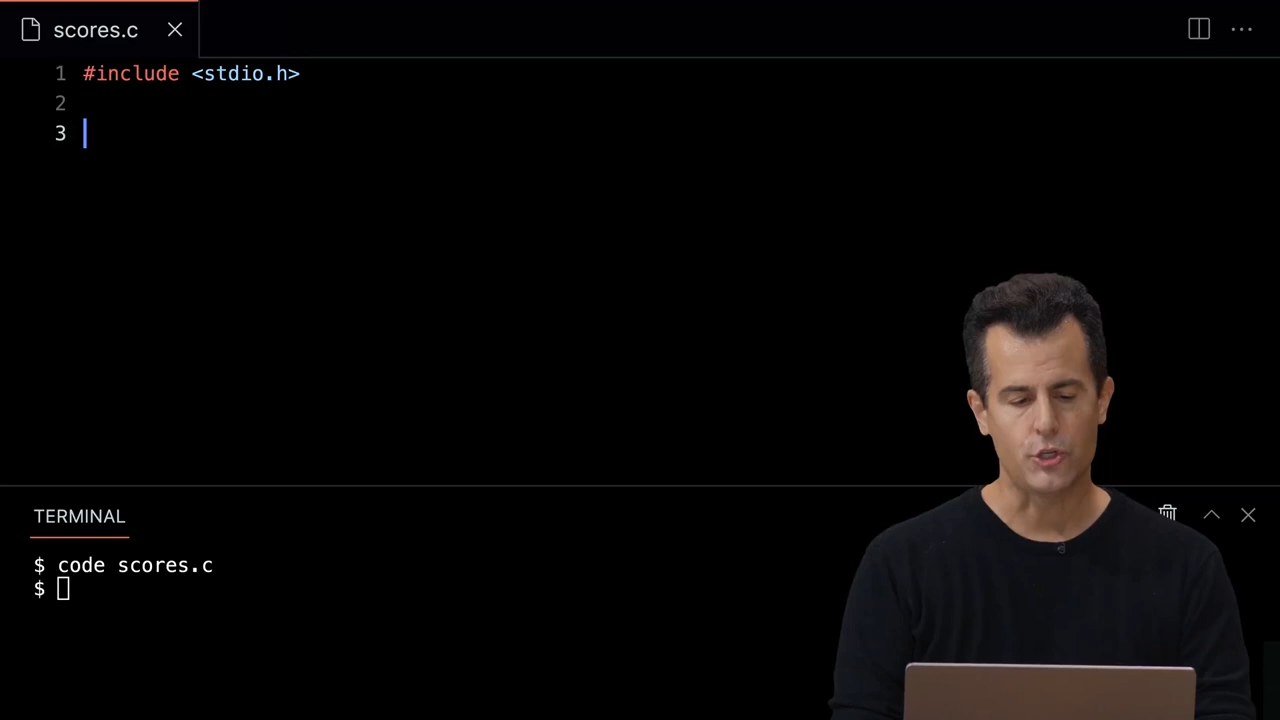 scores.c
1 #include <stdio.h>
2
3
TERMINAL
$ code scores.c
$